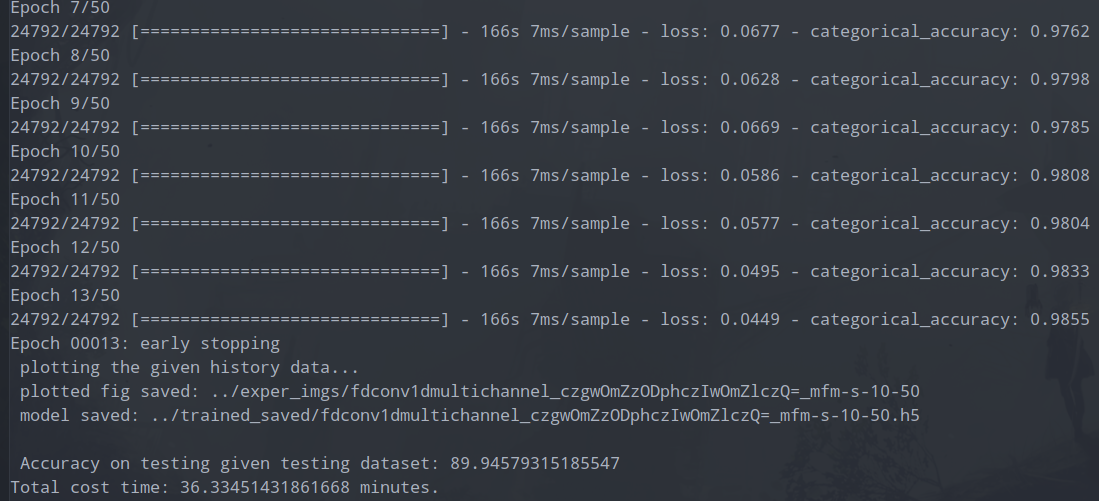 Epoch 7/50
24792/24792 [==============================] - 166s 7ms/sample - loss: 0.0677 - categorical_accuracy: 0.9762
Epoch 8/50
24792/24792 [==============================] - 166s 7ms/sample - loss: 0.0628 - categorical_accuracy: 0.9798
Epoch 9/50
24792/24792 [==============================] - 166s 7ms/sample - loss: 0.0669 - categorical_accuracy: 0.9785
Epoch 10/50
24792/24792 [==============================] - 166s 7ms/sample - loss: 0.0586 - categorical_accuracy: 0.9808
Epoch 11/50
24792/24792 [==============================] - 166s 7ms/sample - loss: 0.0577 - categorical_accuracy: 0.9804
Epoch 12/50
24792/24792 [==============================] - 166s 7ms/sample - loss: 0.0495 - categorical_accuracy: 0.9833
Epoch 13/50
24792/24792 [==============================] - 166s 7ms/sample - loss: 0.0449 - categorical_accuracy: 0.9855
Epoch 00013: early stopping
plotting the given history data...
plotted fig saved: ../exper_imgs/fdconv1dmultichannel_czgwOmZzODphczIwOmZlczQ=_mfm-s-10-50
model saved: ../trained_saved/fdconv1dmultichannel_czgwOmZzODphczIwOmZlczQ=_mfm-s-10-50.h5
Accuracy on testing given testing dataset: 89.94579315185547
Total cost time: 36.33451431861668 minutes.